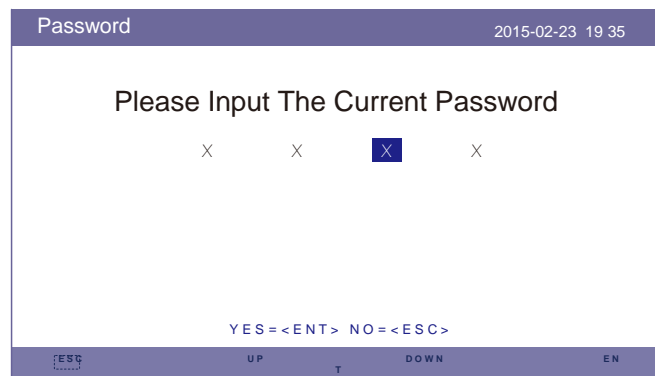 Password 2015-02-23 19 35
Please Input The Current Password
X X X X
YES=<ENT> NO=<ESC>
ESC UP DOWN EN
T